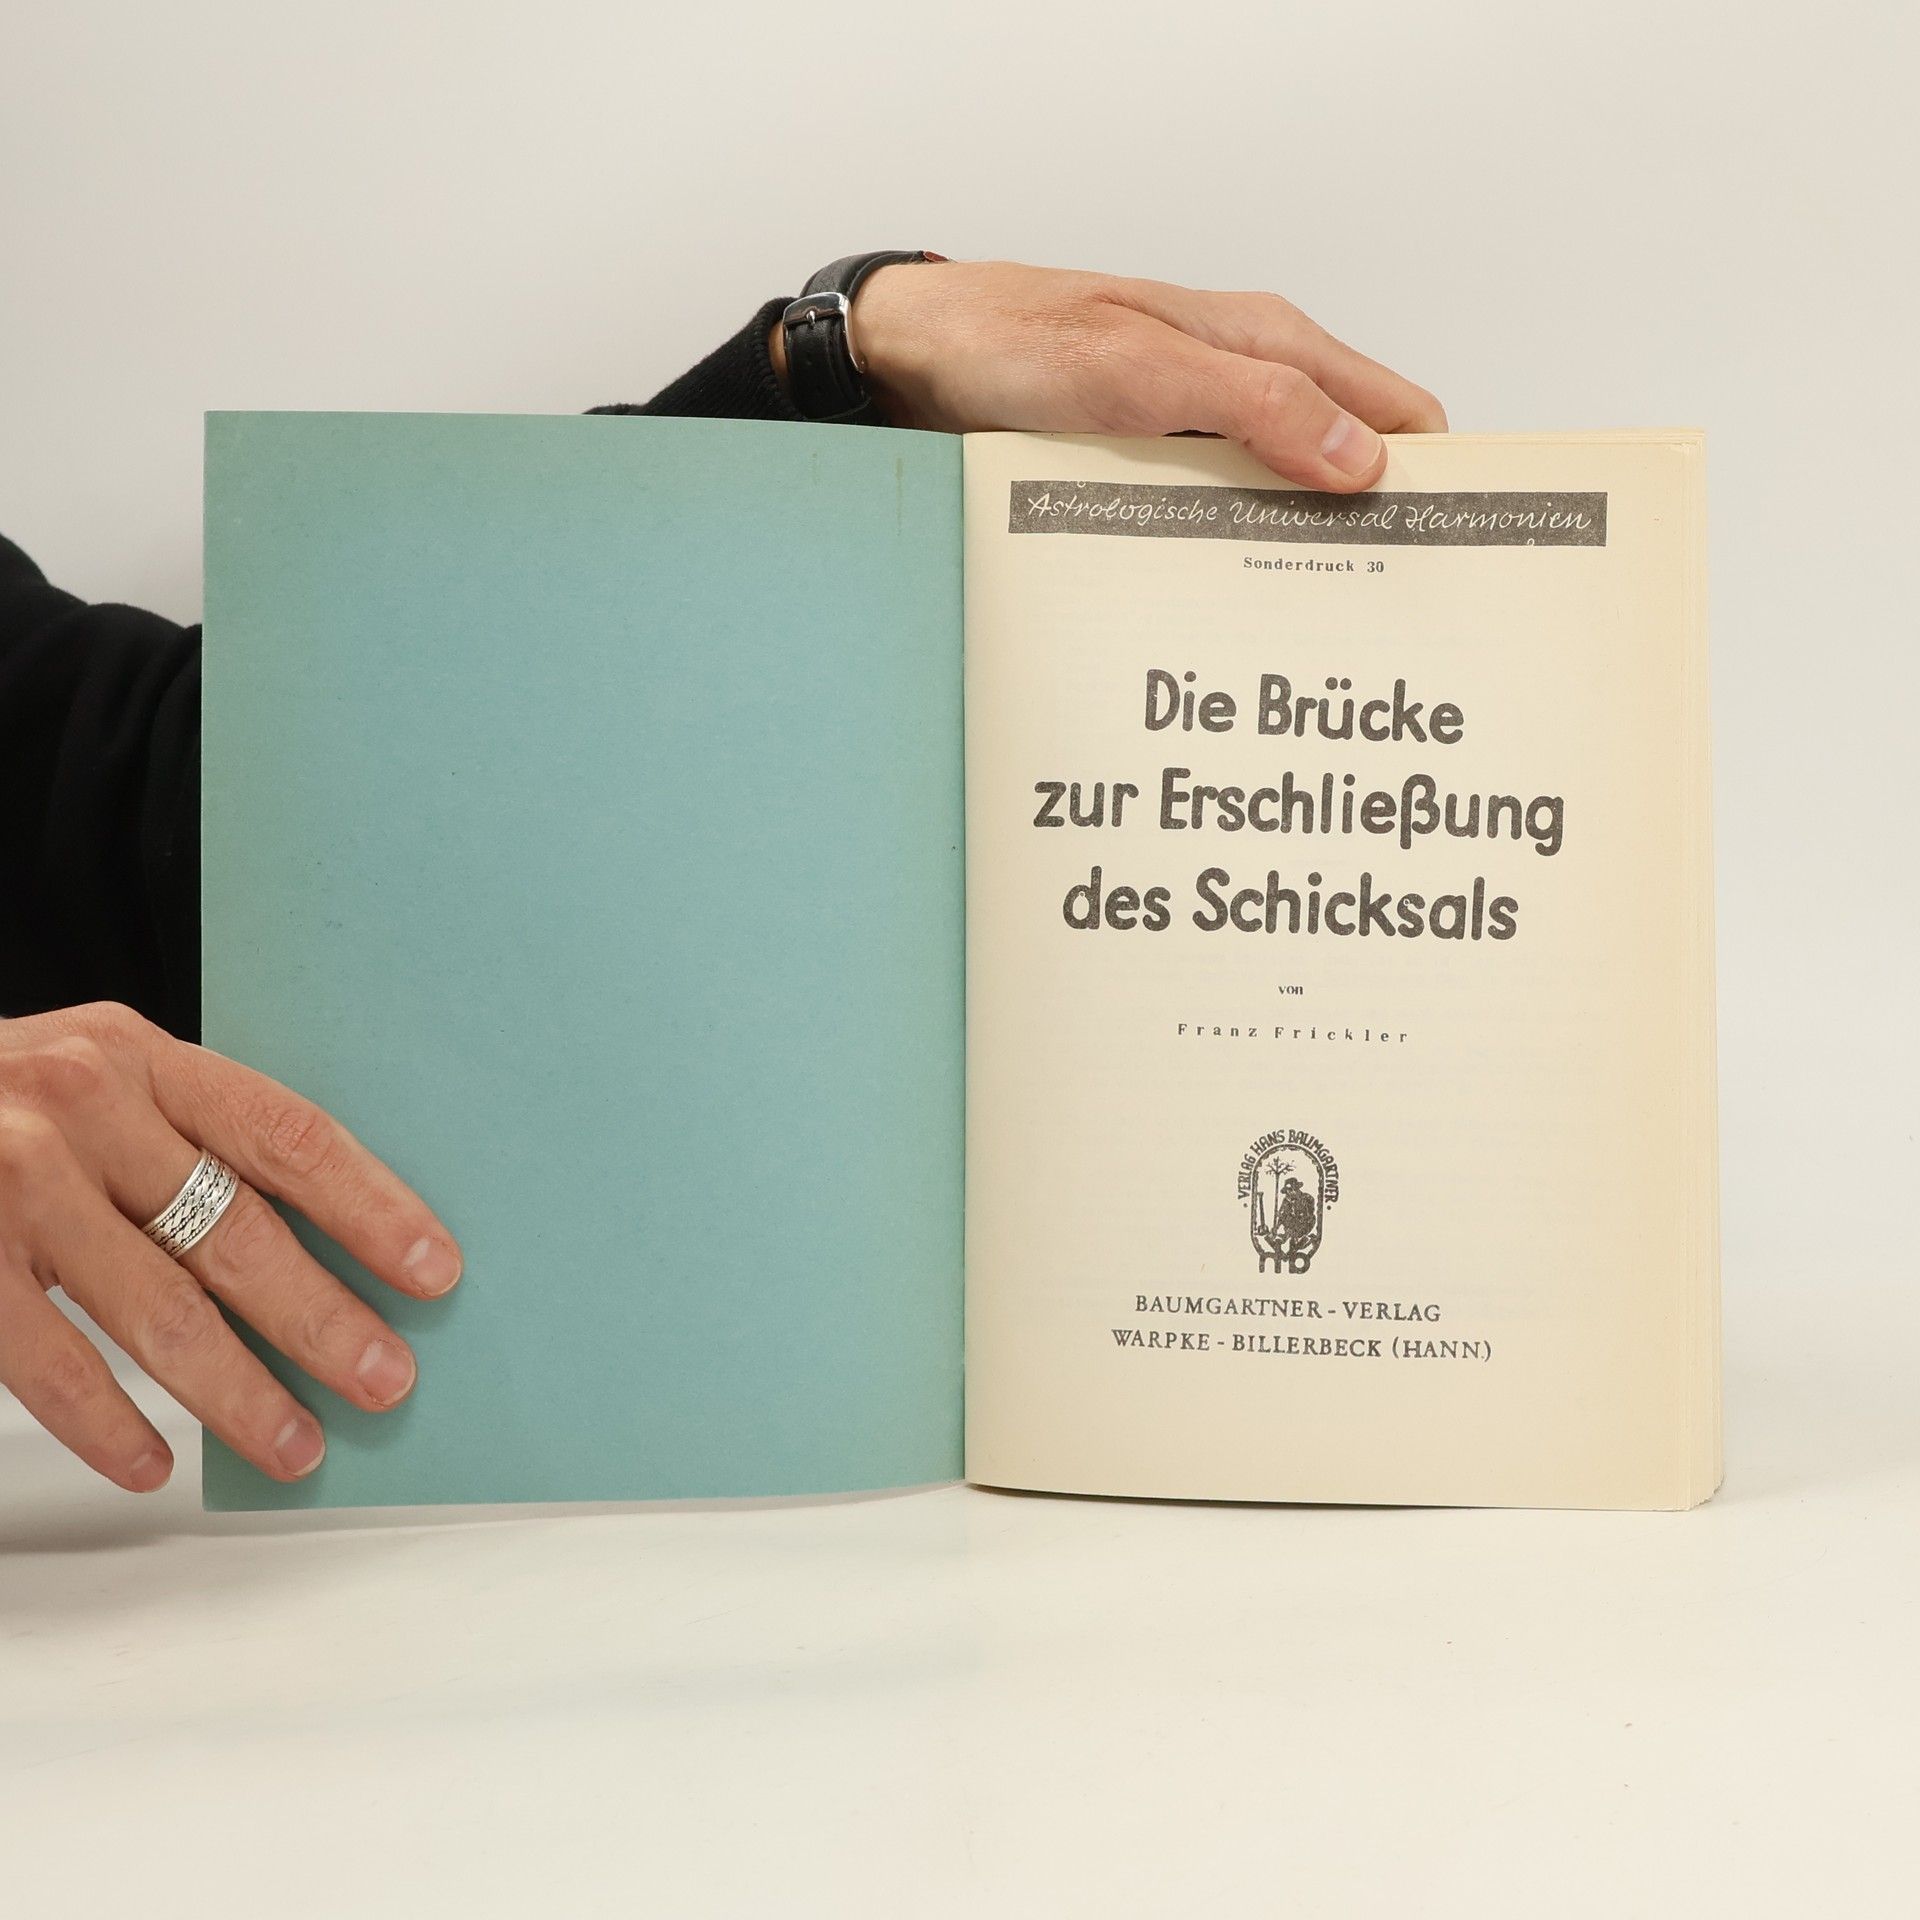 Astrologische Universal Harmonien
Sonderdruck 30
Die Brücke
zur Erschließung
des Schicksals
von
Franz Frickler
· VERLAG HANS BAUMGARTNER ·
BAUMGARTNER - VERLAG
WARPKE - BILLERBECK (HANN.)